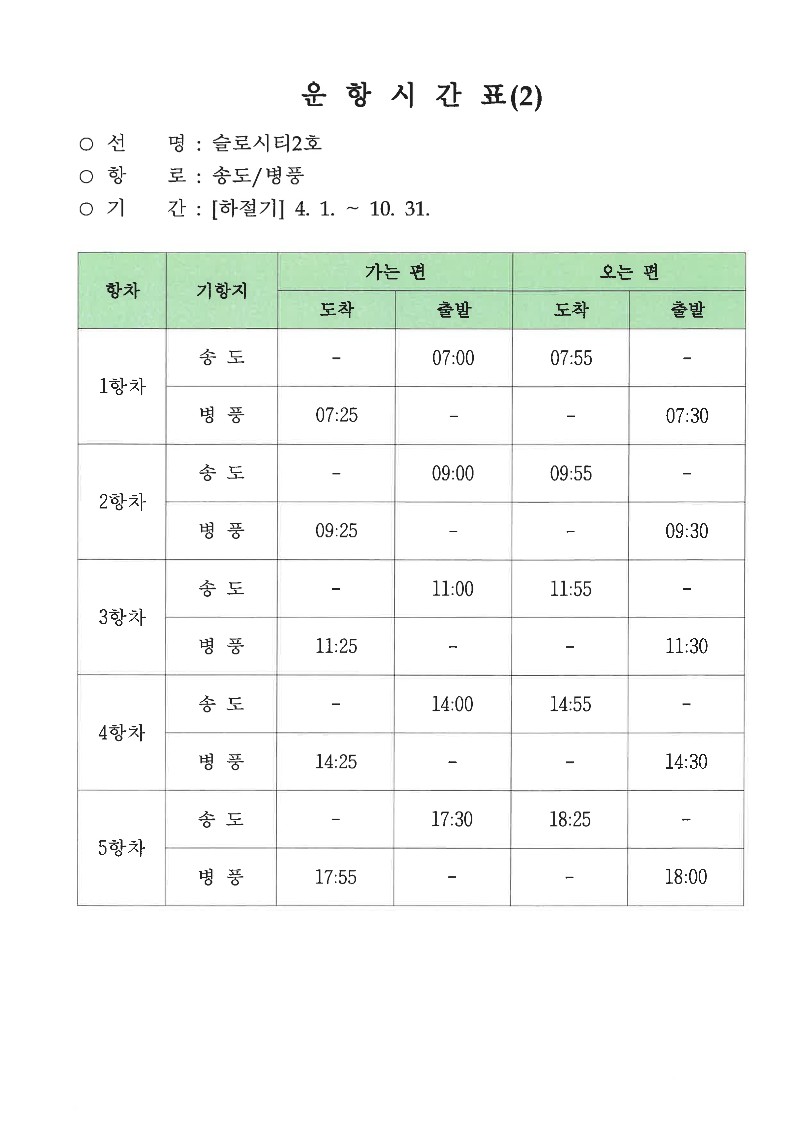 운 항 시 간 표(2)
○ 선 명 : 슬로시티2호
○ 항 로 : 송도/병풍
○ 기 간 : [하절기] 4. 1. ~ 10. 31.
항차 기항지 가는 편 오는 편
도착 출발 도착 출발
1항차 송 도 - 07:00 07:55 -
병 풍 07:25 - - 07:30
2항차 송 도 - 09:00 09:55 -
병 풍 09:25 - - 09:30
3항차 송 도 - 11:00 11:55 -
병 풍 11:25 - - 11:30
4항차 송 도 - 14:00 14:55 -
병 풍 14:25 - - 14:30
5항차 송 도 - 17:30 18:25 -
병 풍 17:55 - - 18:00